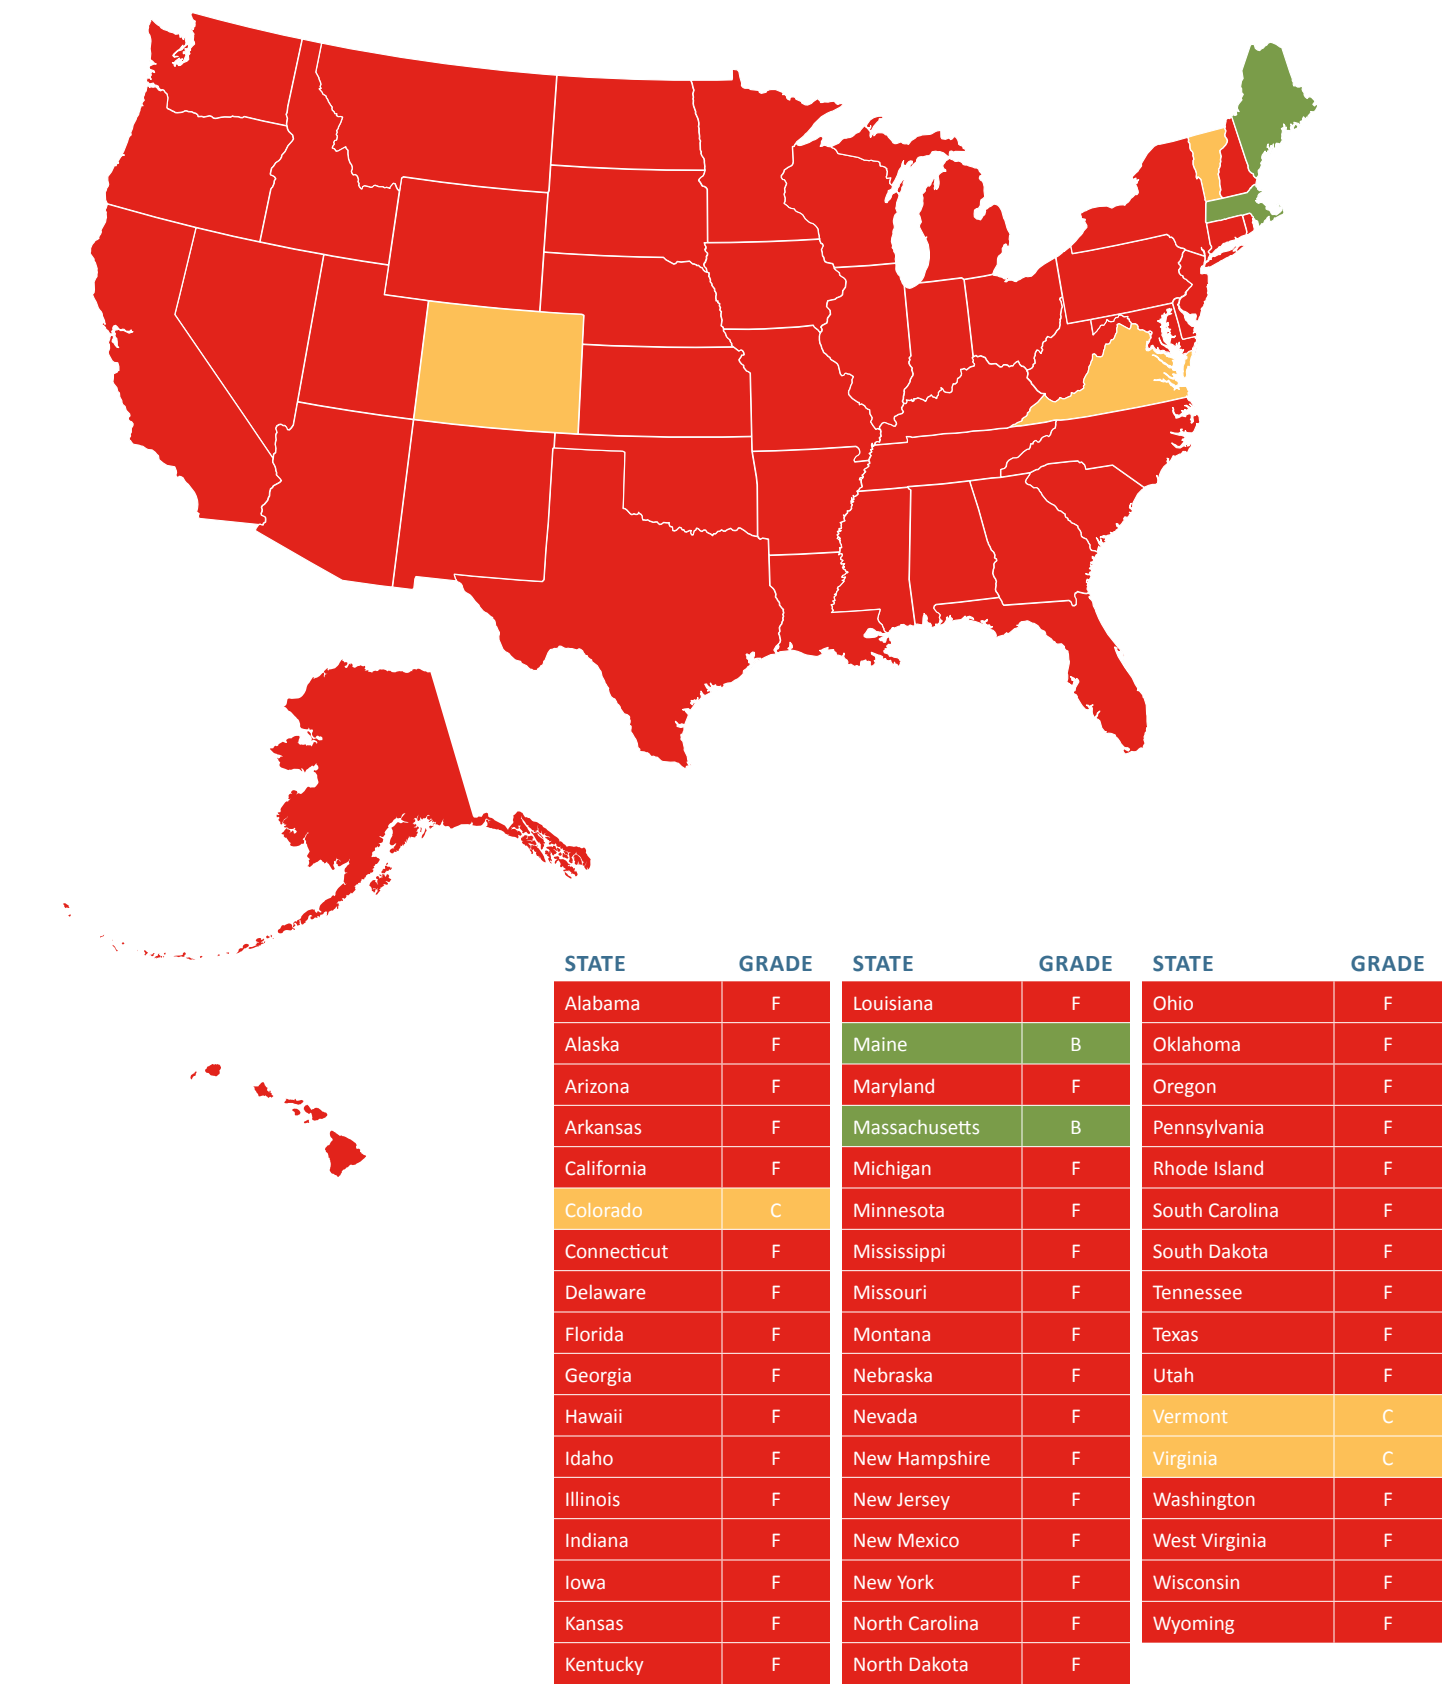 STATE GRADE STATE GRADE STATE GRADE
Alabama F Louisiana F Ohio F
Alaska F Maine B Oklahoma F
Arizona F Maryland F Oregon F
Arkansas F Massachusetts B Pennsylvania F
California F Michigan F Rhode Island F
Colorado C Minnesota F South Carolina F
Connecticut F Mississippi F South Dakota F
Delaware F Missouri F Tennessee F
Florida F Montana F Texas F
Georgia F Nebraska F Utah F
Hawaii F Nevada F Vermont C
Idaho F New Hampshire F Virginia C
Illinois F New Jersey F Washington F
Indiana F New Mexico F West Virginia F
Iowa F New York F Wisconsin F
Kansas F North Carolina F Wyoming F
Kentucky F North Dakota F